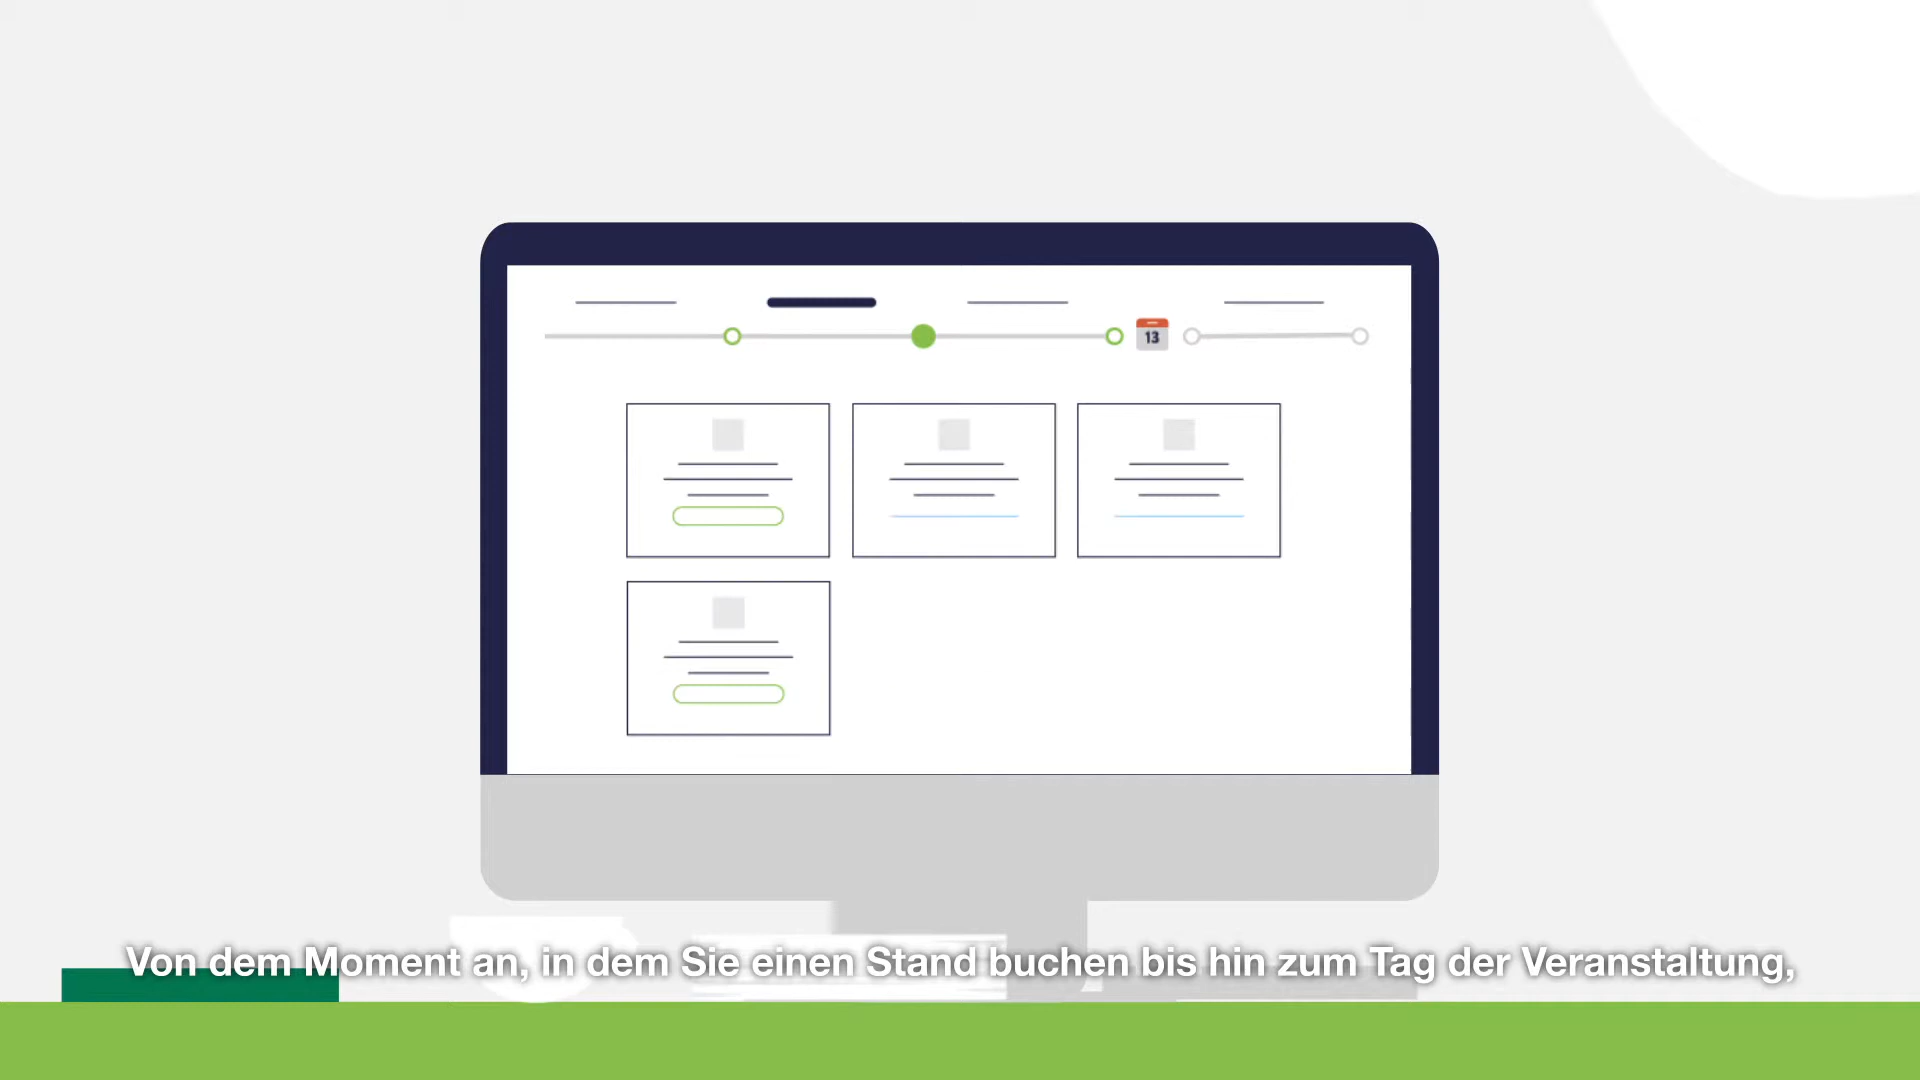 13
Von dem Moment an, in dem Sie einen Stand buchen bis hin zum Tag der Veranstaltung,